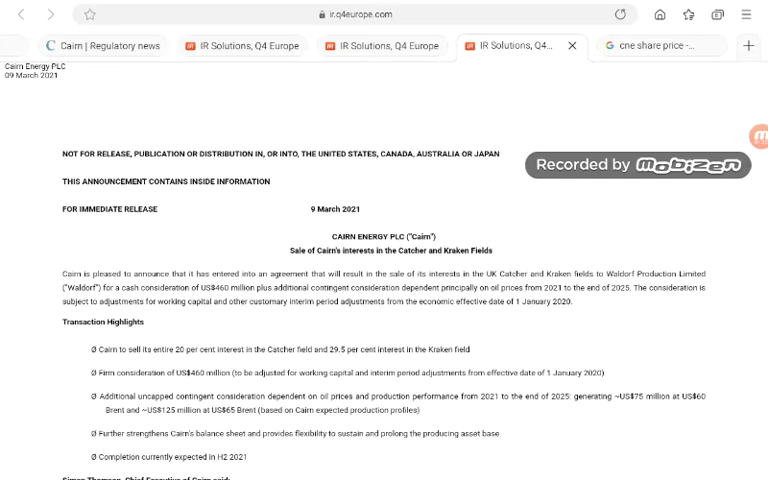 ir.q4europe.com
Cairn | Regulatory news
IR Solutions, Q4 Europe
IR Solutions, Q4 Europe
IR Solutions, Q4...
cne share price -...
Cairn Energy PLC
09 March 2021
NOT FOR RELEASE, PUBLICATION OR DISTRIBUTION IN, OR INTO, THE UNITED STATES, CANADA, AUSTRALIA OR JAPAN
Recorded by mobizen
THIS ANNOUNCEMENT CONTAINS INSIDE INFORMATION
FOR IMMEDIATE RELEASE 9 March 2021
CAIRN ENERGY PLC ("Cairn")
Sale of Cairn's interests in the Catcher and Kraken Fields
Cairn is pleased to announce that it has entered into an agreement that will result in the sale of its interests in the UK Catcher and Kraken fields to Waldorf Production Limited
("Waldorf") for a cash consideration of US$460 million plus additional contingent consideration dependent principally on oil prices from 2021 to the end of 2025. The consideration is
subject to adjustments for working capital and other customary interim period adjustments from the economic effective date of 1 January 2020.
Transaction Highlights
Ø Cairn to sell its entire 20 per cent interest in the Catcher field and 29.5 per cent interest in the Kraken field
Ø Firm consideration of US$460 million (to be adjusted for working capital and interim period adjustments from effective date of 1 January 2020)
Ø Additional uncapped contingent consideration dependent on oil prices and production performance from 2021 to the end of 2025: generating ~US$75 million at US$60
Brent and ~US$125 million at US$65 Brent (based on Cairn expected production profiles)
Ø Further strengthens Cairn's balance sheet and provides flexibility to sustain and prolong the producing asset base
Ø Completion currently expected in H2 2021
Simon Thomson, Chief Executive of Cairn said: